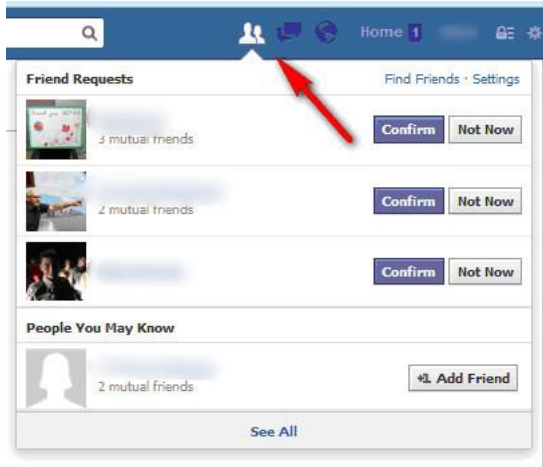 Home 1
Friend Requests Find Friends · Settings
3 mutual friends Confirm Not Now
2 mutual friends Confirm Not Now
Confirm Not Now
People You May Know
2 mutual friends +1 Add Friend
See All